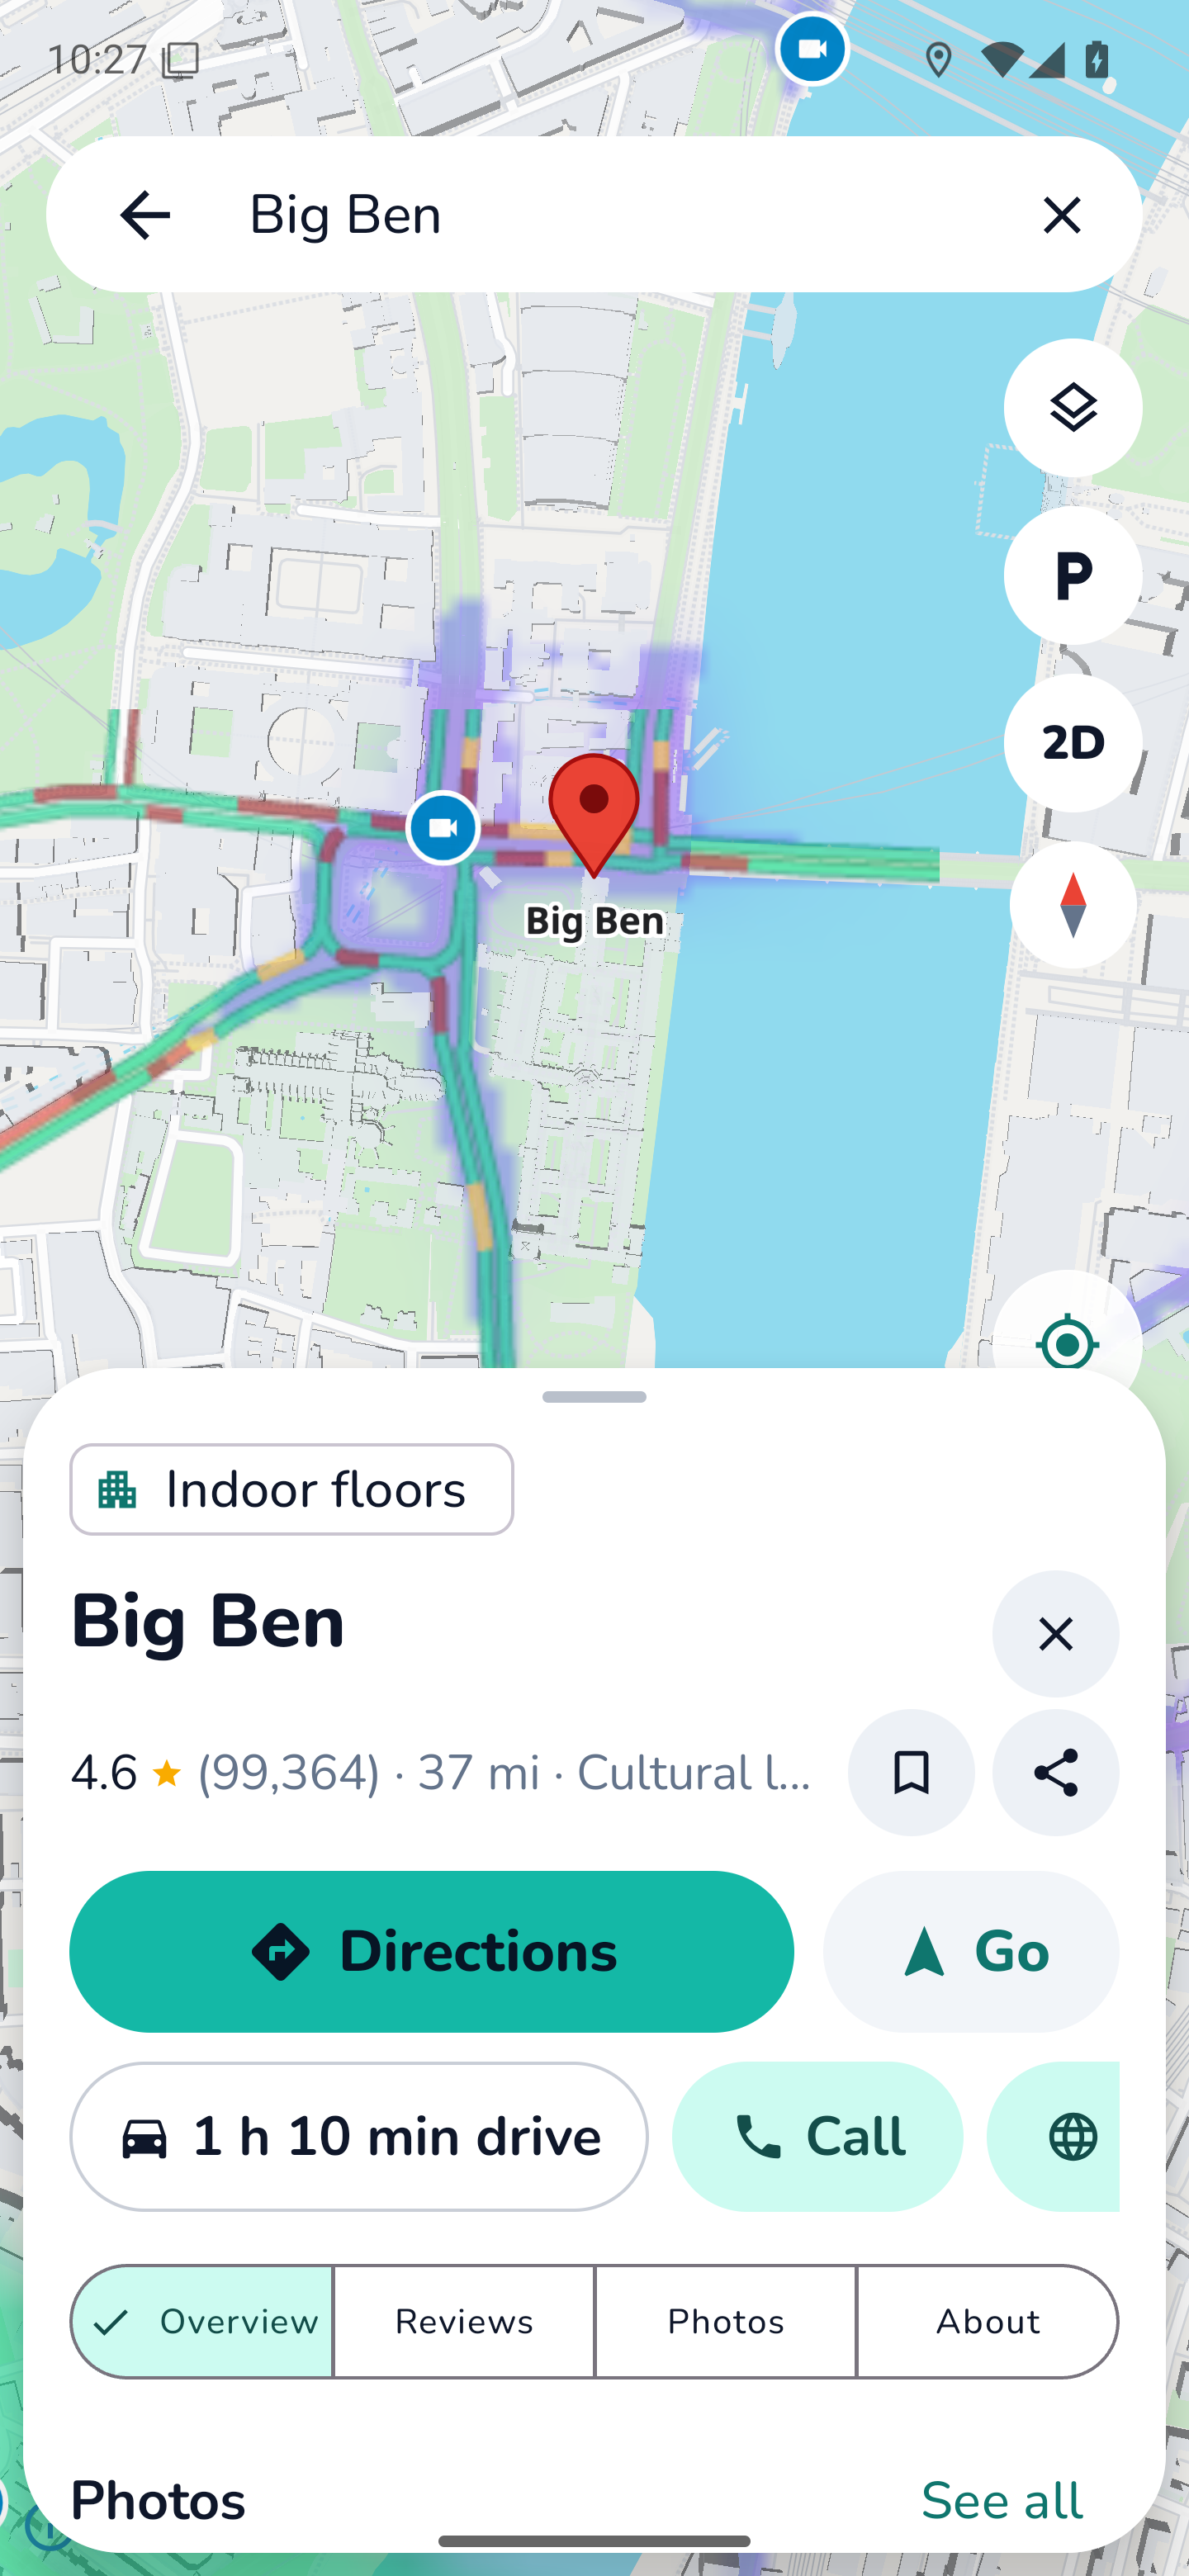 10:27
Big Ben
P
2D
Big Ben
Indoor floors
Big Ben
4.6 ★ (99,364) · 37 mi · Cultural l...
Directions
Go
1 h 10 min drive
Call
Overview
Reviews
Photos
About
Photos
See all